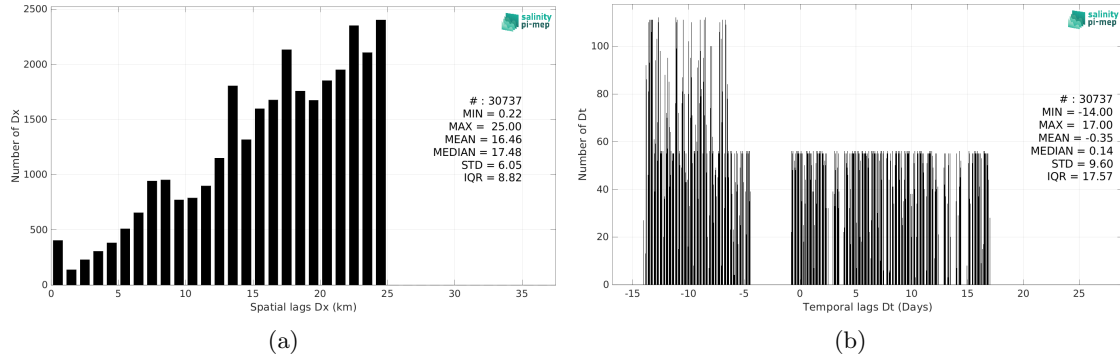 2500
2000
1500
1000
500
0
0 5 10 15 20 25 30 35
Number of Dx
Spatial lags Dx (km)
salinity
pi-mep
# : 30737
MIN = 0.22
MAX = 25.00
MEAN = 16.46
MEDIAN = 17.48
STD = 6.05
IQR = 8.82
(a)
100
80
60
40
20
0
-15 -10 -5 0 5 10 15 20 25
Number of Dt
Temporal lags Dt (Days)
salinity
pi-mep
# : 30737
MIN = -14.00
MAX = 17.00
MEAN = -0.35
MEDIAN = 0.14
STD = 9.60
IQR = 17.57
(b)